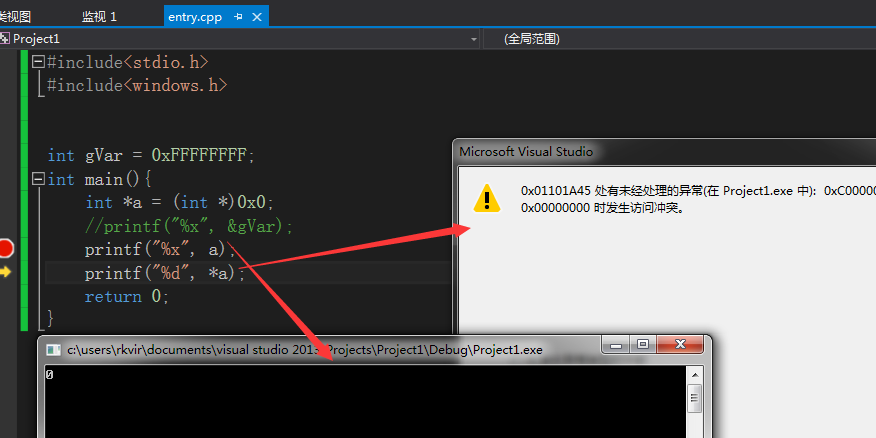 类视图 监视 1 entry.cpp
Project1 (全局范围)
#include<stdio.h>
#include<windows.h>
int gVar = 0xFFFFFFFF;
int main(){
int *a = (int *)0x0;
//printf("%x", &gVar);
printf("%x", a);
printf("%d", *a);
return 0;
}
Microsoft Visual Studio
0x01101A45 处有未经处理的异常(在 Project1.exe 中): 0xC00000
0x00000000 时发生访问冲突。
c:\users\rkvir\documents\visual studio 2013\Projects\Project1\Debug\Project1.exe
0